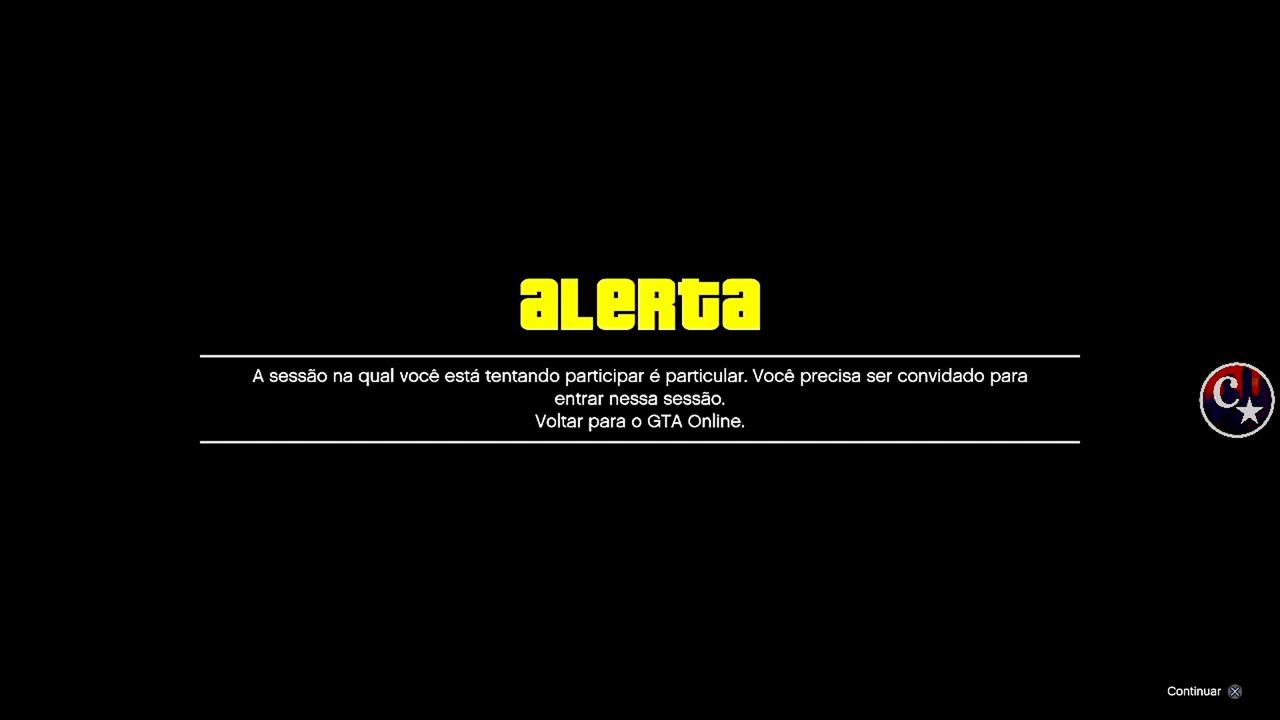 alerta
A sessão na qual você está tentando participar é particular. Você precisa ser convidado para
entrar nessa sessão.
Voltar para o GTA Online.
C
Continuar